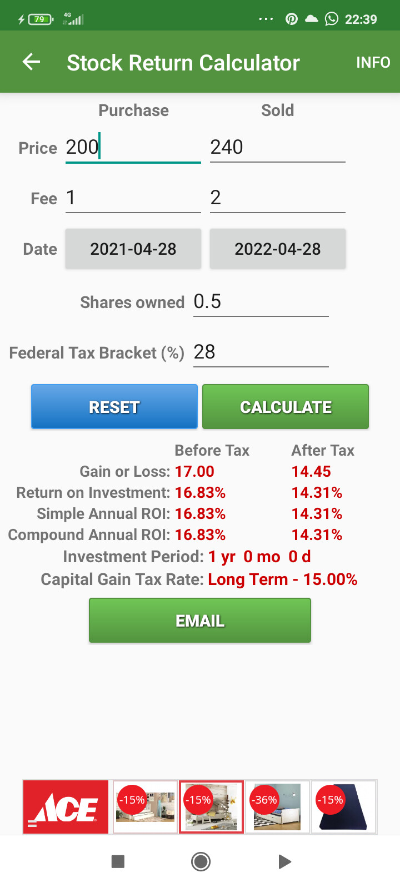 79 4G ... 22:39
Stock Return Calculator INFO
Purchase Sold
Price 200 240
Fee 1 2
Date 2021-04-28 2022-04-28
Shares owned 0.5
Federal Tax Bracket (%) 28
RESET CALCULATE
Before Tax After Tax
Gain or Loss: 17.00 14.45
Return on Investment: 16.83% 14.31%
Simple Annual ROI: 16.83% 14.31%
Compound Annual ROI: 16.83% 14.31%
Investment Period: 1 yr 0 mo 0 d
Capital Gain Tax Rate: Long Term - 15.00%
EMAIL
ACE -15% -15% -36% -15%